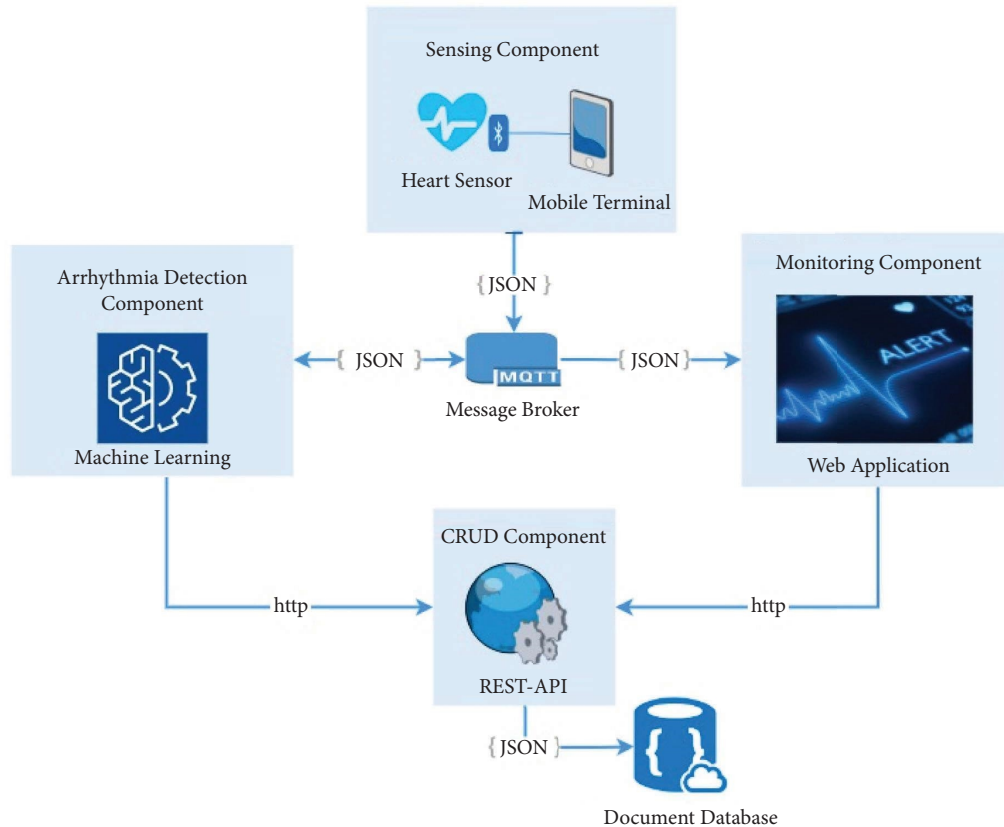 Sensing Component
Heart Sensor
Mobile Terminal
{ JSON }
Arrhythmia Detection
Component
Machine Learning
{ JSON }
MQTT
Message Broker
{ JSON }
Monitoring Component
ALERT
Web Application
http
CRUD Component
REST-API
http
{ JSON }
{ }
Document Database